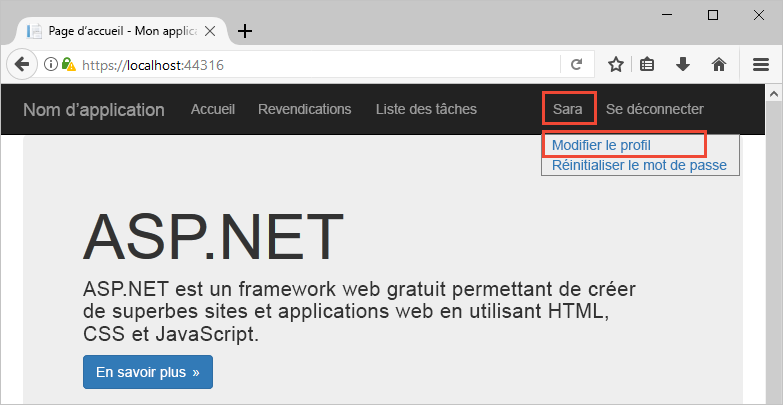 Page d'accueil - Mon applic
https://localhost:44316
Nom d'application Accueil Revendications Liste des tâches Sara Se déconnecter
Modifier le profil
Réinitialiser le mot de passe
ASP.NET
ASP.NET est un framework web gratuit permettant de créer
de superbes sites et applications web en utilisant HTML,
CSS et JavaScript.
En savoir plus »